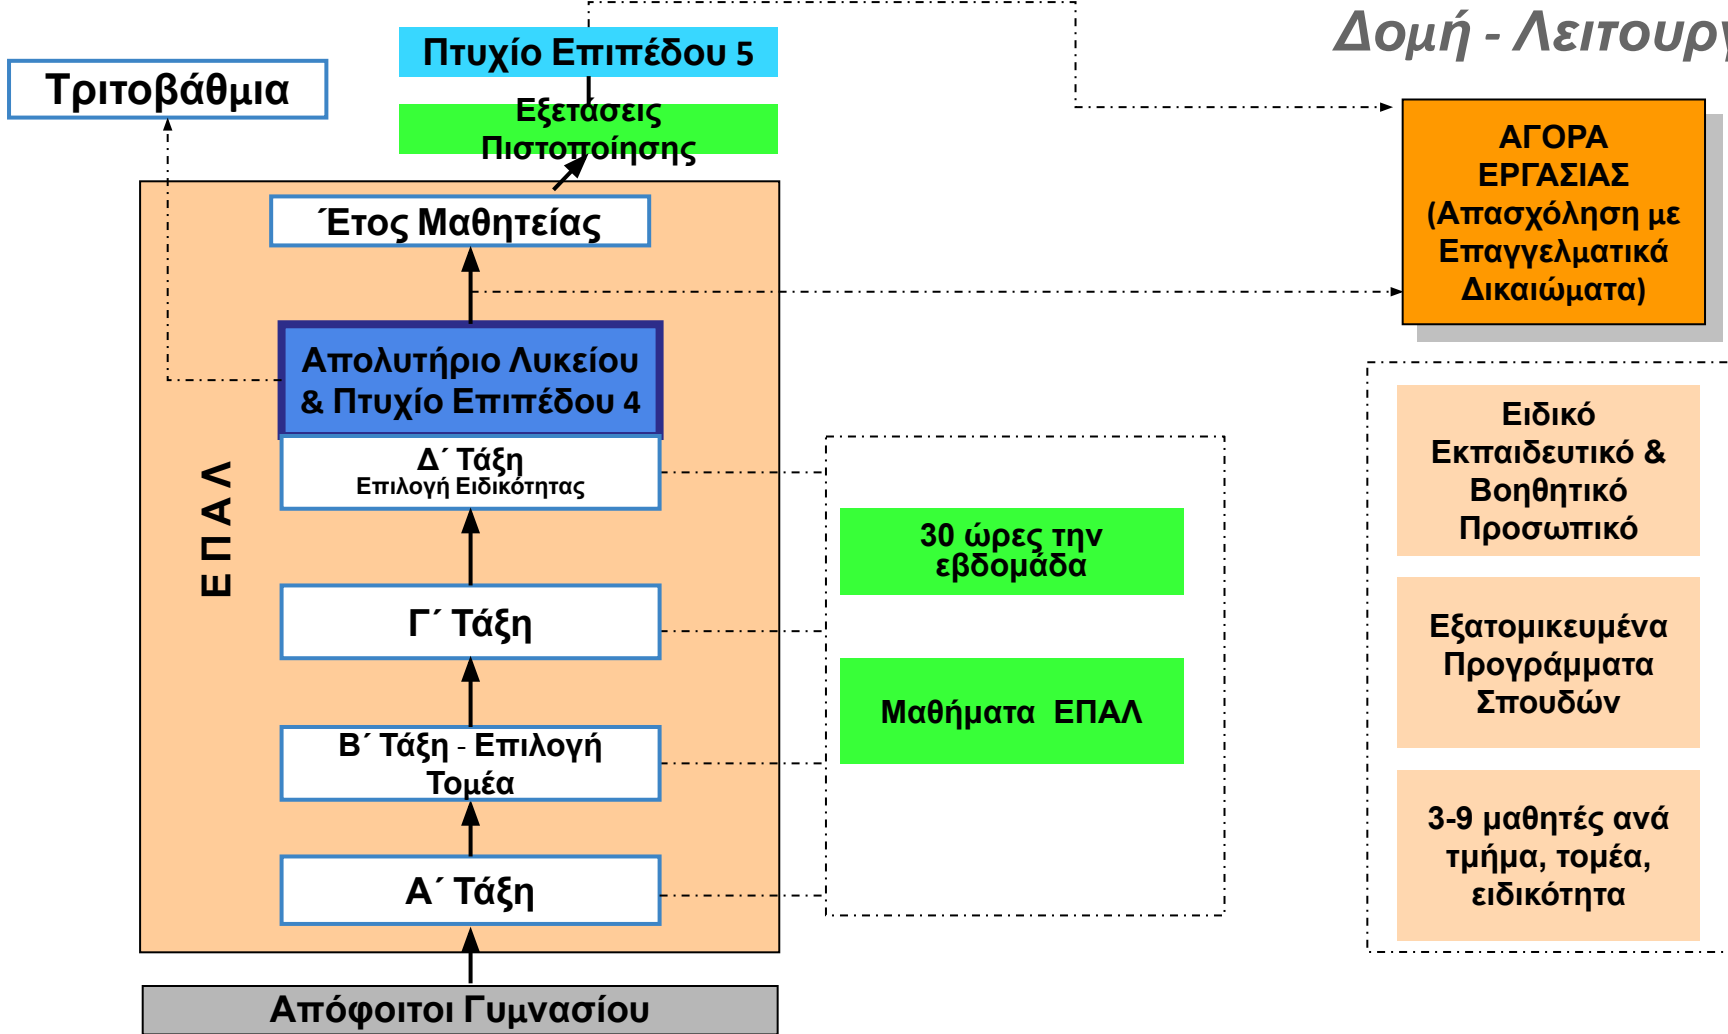 Δομή - Λειτουργ
Πτυχίο Επιπέδου 5
Τριτοβάθμια
Εξετάσεις
Πιστοποίησης
ΑΓΟΡΑ
ΕΡΓΑΣΙΑΣ
(Απασχόληση με
Επαγγελματικά
Δικαιώματα)
Έτος Μαθητείας
Απολυτήριο Λυκείου
& Πτυχίο Επιπέδου 4
Δ΄ Τάξη
Επιλογή Ειδικότητας
ΕΠΑΛ
Γ΄ Τάξη
Β΄ Τάξη - Επιλογή
Τομέα
Α΄ Τάξη
Απόφοιτοι Γυμνασίου
30 ώρες την
εβδομάδα
Μαθήματα ΕΠΑΛ
Ειδικό
Εκπαιδευτικό &
Βοηθητικό
Προσωπικό
Εξατομικευμένα
Προγράμματα
Σπουδών
3-9 μαθητές ανά
τμήμα, τομέα,
ειδικότητα